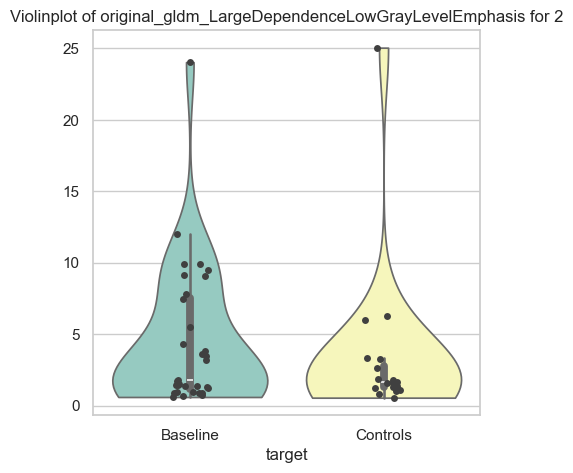 Violinplot of original_gldm_LargeDependenceLowGrayLevelEmphasis for 2
25
20
15
10
5
0
Baseline
Controls
target